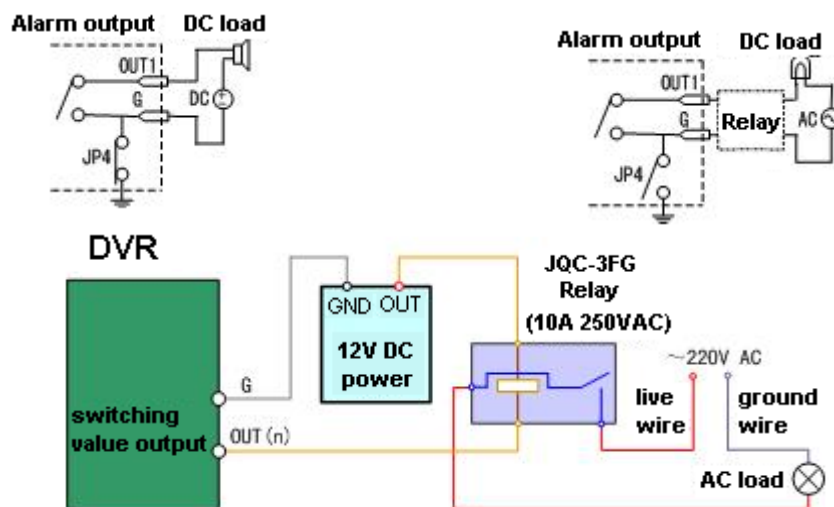 Alarm output
DC load
OUT1
G
DC
JP4
Alarm output
DC load
OUT1
G
Relay
AC
JP4
DVR
switching
value output
G
OUT (n)
GND OUT
12V DC
power
JQC-3FG
Relay
(10A 250VAC)
~220V AC
live
wire
ground
wire
AC load